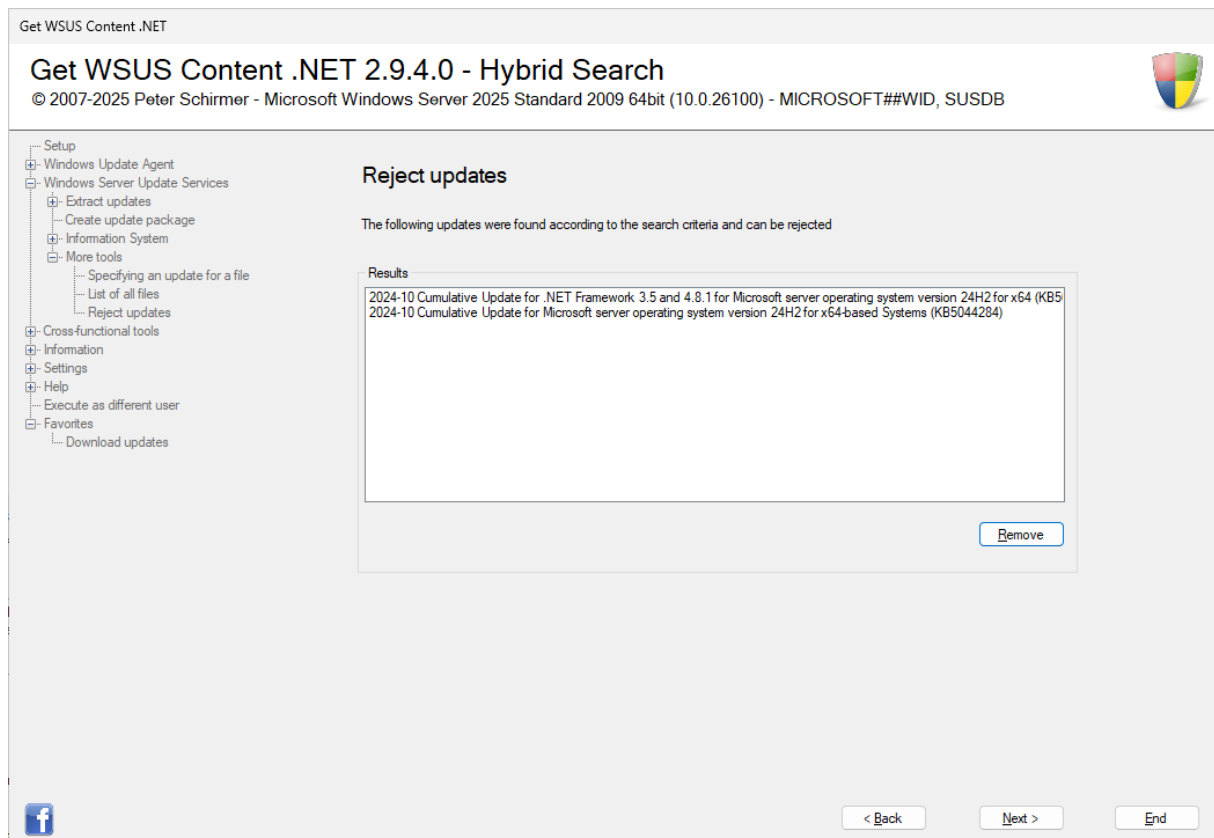 Get WSUS Content .NET
Get WSUS Content .NET 2.9.4.0 - Hybrid Search
© 2007-2025 Peter Schirmer - Microsoft Windows Server 2025 Standard 2009 64bit (10.0.26100) - MICROSOFT##WID, SUSDB
Setup
Windows Update Agent
Windows Server Update Services
Extract updates
Create update package
Information System
More tools
Specifying an update for a file
List of all files
Reject updates
Cross-functional tools
Information
Settings
Help
Execute as different user
Favorites
Download updates
Reject updates
The following updates were found according to the search criteria and can be rejected
Results
2024-10 Cumulative Update for .NET Framework 3.5 and 4.8.1 for Microsoft server operating system version 24H2 for x64 (KB5
2024-10 Cumulative Update for Microsoft server operating system version 24H2 for x64-based Systems (KB5044284)
Remove
< Back
Next >
End